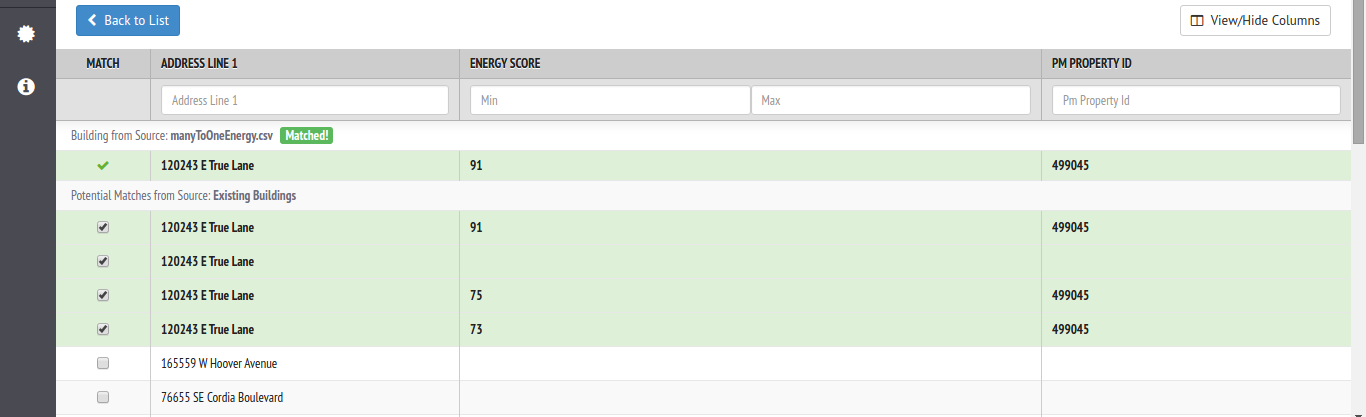 Back to List View/Hide Columns
MATCH ADDRESS LINE 1 ENERGY SCORE PM PROPERTY ID
Address Line 1 Min Max Pm Property Id
Building from Source: manyToOneEnergy.csv Matched!
120243 E True Lane 91 499045
Potential Matches from Source: Existing Buildings
120243 E True Lane 91 499045
120243 E True Lane
120243 E True Lane 75 499045
120243 E True Lane 73 499045
165559 W Hoover Avenue
76655 SE Cordia Boulevard